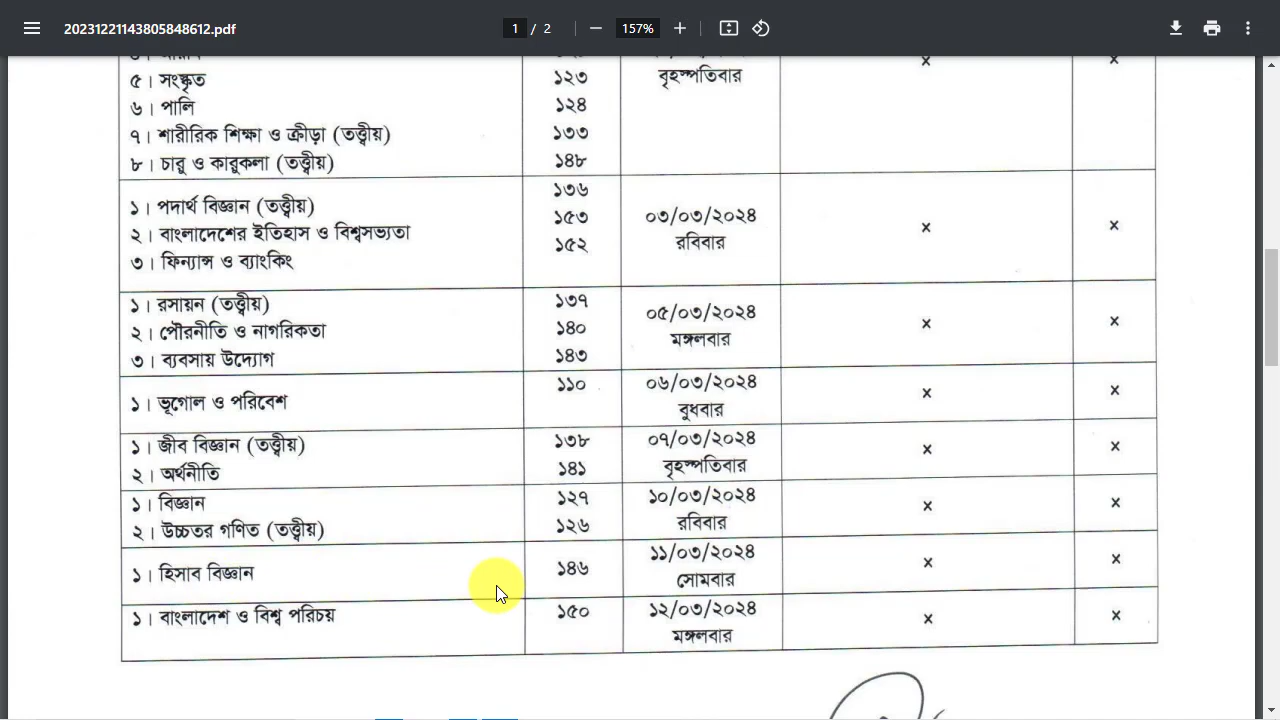 20231221143805848612.pdf
1 / 2
157%
৫। সংস্কৃত ১২৩ বৃহস্পতিবার × ×
৬। পালি ১২৪
৭। শারীরিক শিক্ষা ও ক্রীড়া (তত্ত্বীয়) ১৩৩
৮। চারু ও কারুকলা (তত্ত্বীয়) ১৪৮
১৩৬
১। পদার্থ বিজ্ঞান (তত্ত্বীয়) ১৫৩ ০৩/০৩/২০২৪
২। বাংলাদেশের ইতিহাস ও বিশ্বসভ্যতা ১৫২ রবিবার × ×
৩। ফিন্যান্স ও ব্যাংকিং
১। রসায়ন (তত্ত্বীয়) ১৩৭ ০৫/০৩/২০২৪
২। পৌরনীতি ও নাগরিকতা ১৪০ মঙ্গলবার × ×
৩। ব্যবসায় উদ্যোগ ১৪৩
১১০ ০৬/০৩/২০২৪
১। ভূগোল ও পরিবেশ বুধবার × ×
১। জীব বিজ্ঞান (তত্ত্বীয়) ১৩৮ ০৭/০৩/২০২৪ × ×
২। অর্থনীতি ১৪১ বৃহস্পতিবার
১। বিজ্ঞান ১২৭ ১০/০৩/২০২৪ × ×
২। উচ্চতর গণিত (তত্ত্বীয়) ১২৬ রবিবার
১। হিসাব বিজ্ঞান ১৪৬ ১১/০৩/২০২৪ × ×
সোমবার
১। বাংলাদেশ ও বিশ্ব পরিচয় ১৫০ ১২/০৩/২০২৪ × ×
মঙ্গলবার